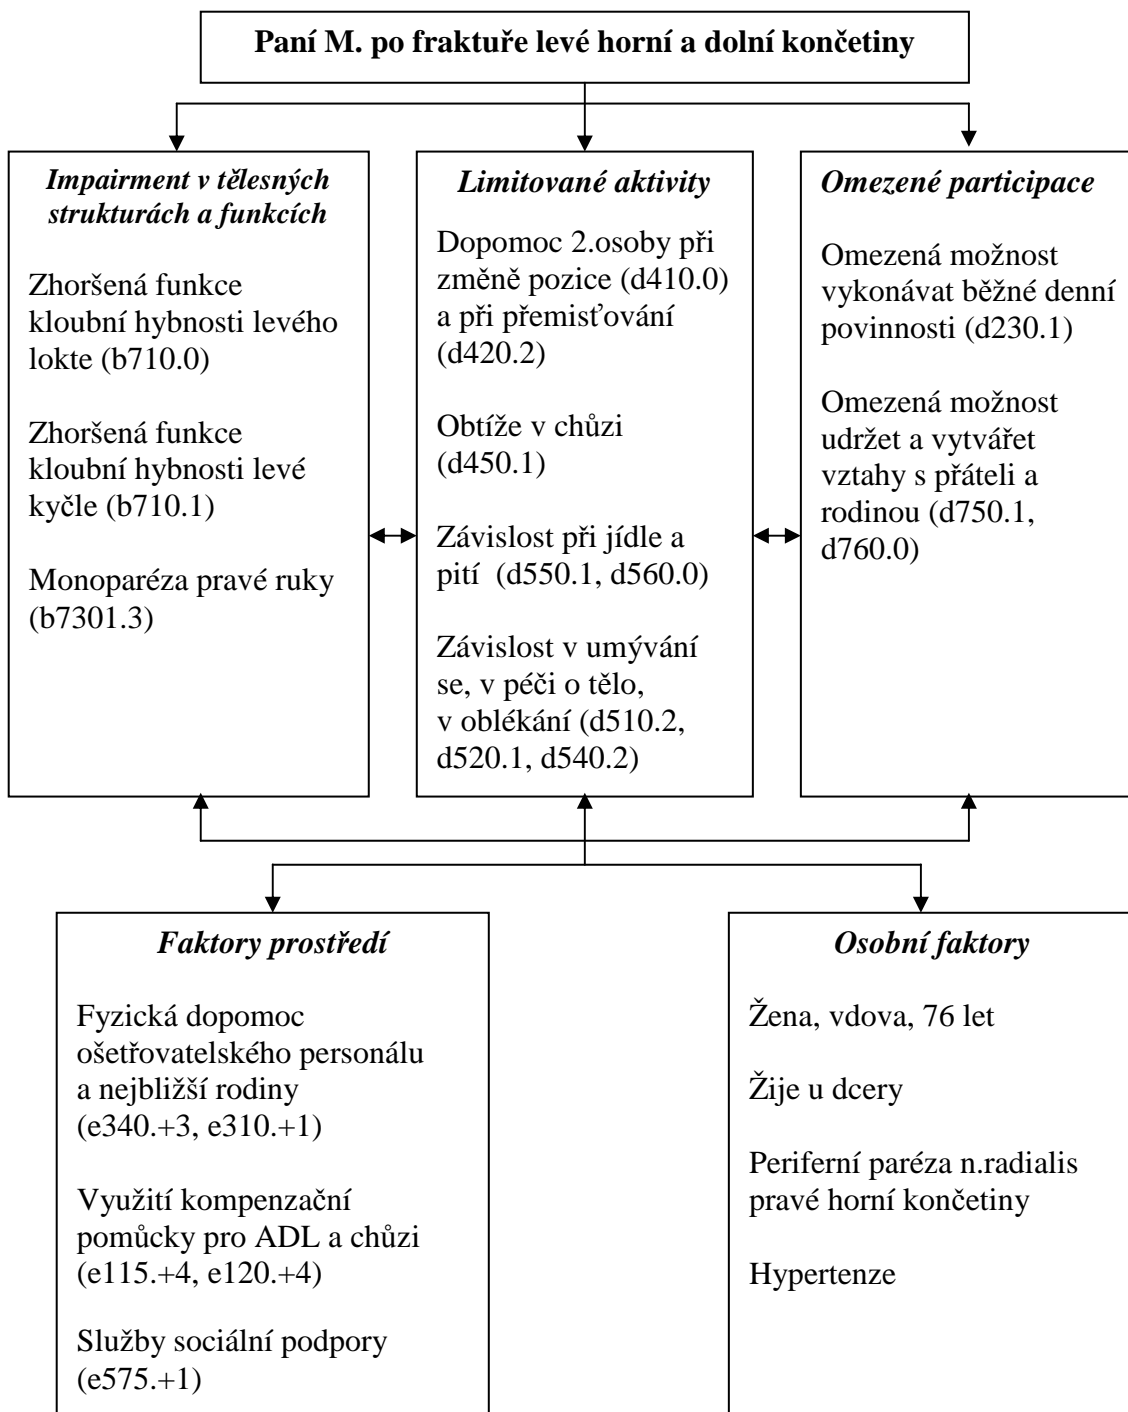 Paní M. po fraktuře levé horní a dolní končetiny
Impairment v tělesných
strukturách a funkcích
Zhoršená funkce
kloubní hybnosti levého
lokte (b710.0)
Zhoršená funkce
kloubní hybnosti levé
kyčle (b710.1)
Monoparéza pravé ruky
(b7301.3)
Limitované aktivity
Dopomoc 2.osoby při
změně pozice (d410.0)
a při přemisťování
(d420.2)
Obtíže v chůzi
(d450.1)
Závislost při jídle a
pití (d550.1, d560.0)
Závislost v umývání
se, v péči o tělo,
v oblékání (d510.2,
d520.1, d540.2)
Omezené participace
Omezená možnost
vykonávat běžné denní
povinnosti (d230.1)
Omezená možnost
udržet a vytvářet
vztahy s přáteli a
rodinou (d750.1,
d760.0)
Faktory prostředí
Fyzická dopomoc
ošetřovatelského personálu
a nejbližší rodiny
(e340.+3, e310.+1)
Využití kompenzační
pomůcky pro ADL a chůzi
(e115.+4, e120.+4)
Služby sociální podpory
(e575.+1)
Osobní faktory
Žena, vdova, 76 let
Žije u dcery
Periferní paréza n.radialis
pravé horní končetiny
Hypertenze